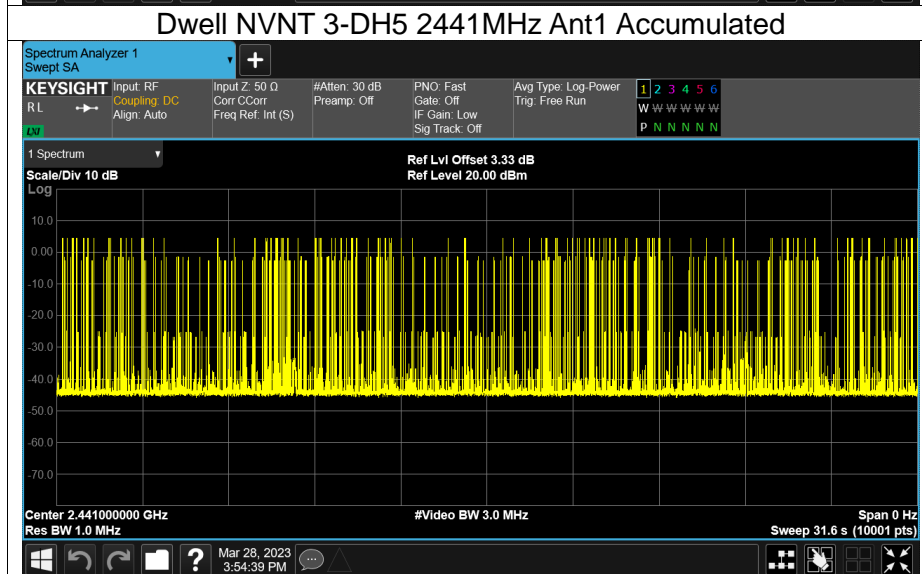 Dwell NVNT 3-DH5 2441MHz Ant1 Accumulated
Spectrum Analyzer 1
Swept SA
+
KEYSIGHT Input: RF Input Z: 50 Ω #Atten: 30 dB PNO: Fast Avg Type: Log-Power 1 2 3 4 5 6
R L Coupling: DC Corr CCorr Preamp: Off Gate: Off Trig: Free Run W W W W W W
Align: Auto Freq Ref: Int (S) IF Gain: Low
LXI Sig Track: Off P N N N N N
1 Spectrum Ref Lvl Offset 3.33 dB
Scale/Div 10 dB Ref Level 20.00 dBm
Log
10.0
0.00
-10.0
-20.0
-30.0
-40.0
-50.0
-60.0
-70.0
Center 2.441000000 GHz #Video BW 3.0 MHz Span 0 Hz
Res BW 1.0 MHz Sweep 31.6 s (10001 pts)
? Mar 28, 2023
3:54:39 PM